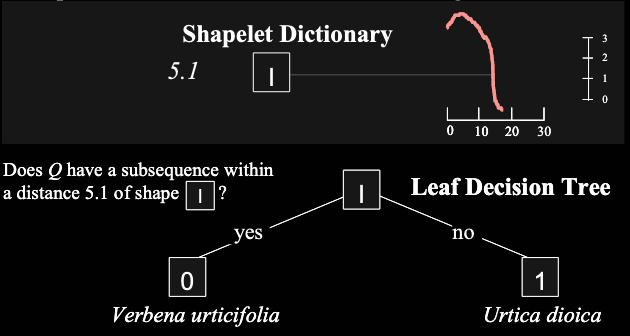 Shapelet Dictionary
5.1
I
3
2
1
0
0 10 20 30
Does Q have a subsequence within
a distance 5.1 of shape I ?
I
Leaf Decision Tree
yes
no
0
1
Verbena urticifolia
Urtica dioica